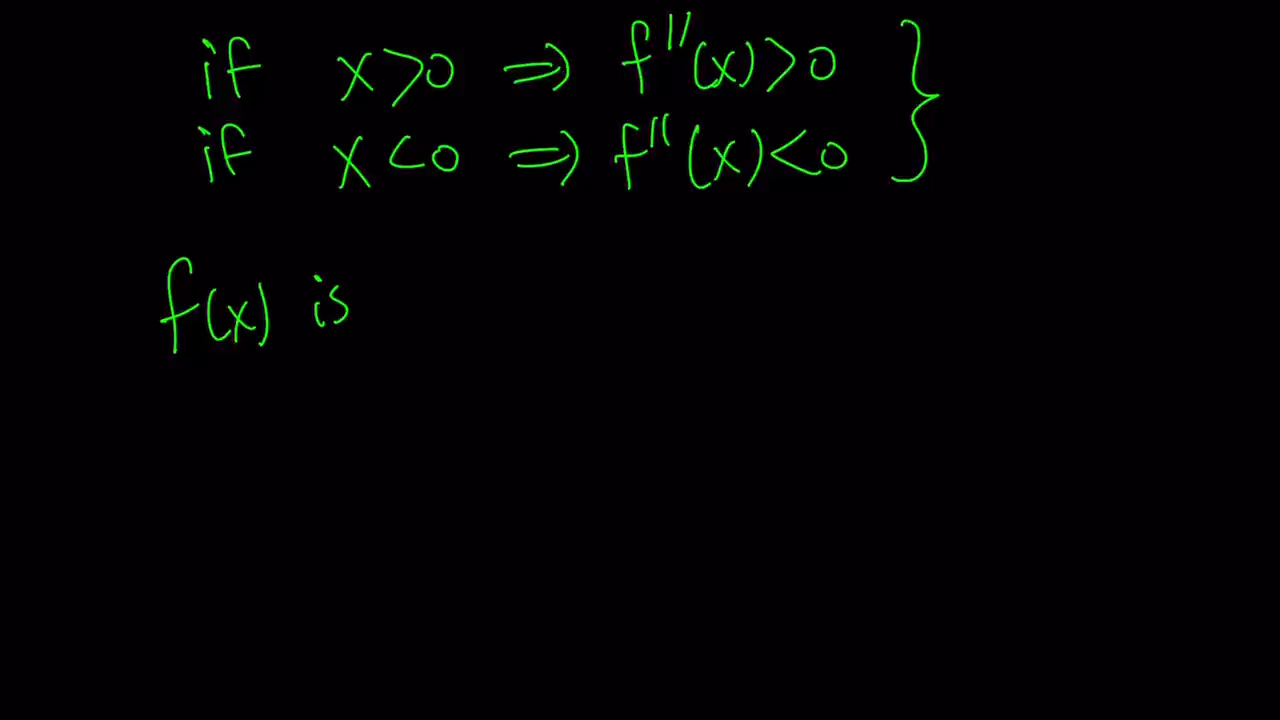 if x>0 ⇒ f''(x)>0 }
if x<0 ⇒ f''(x)<0
f(x) is